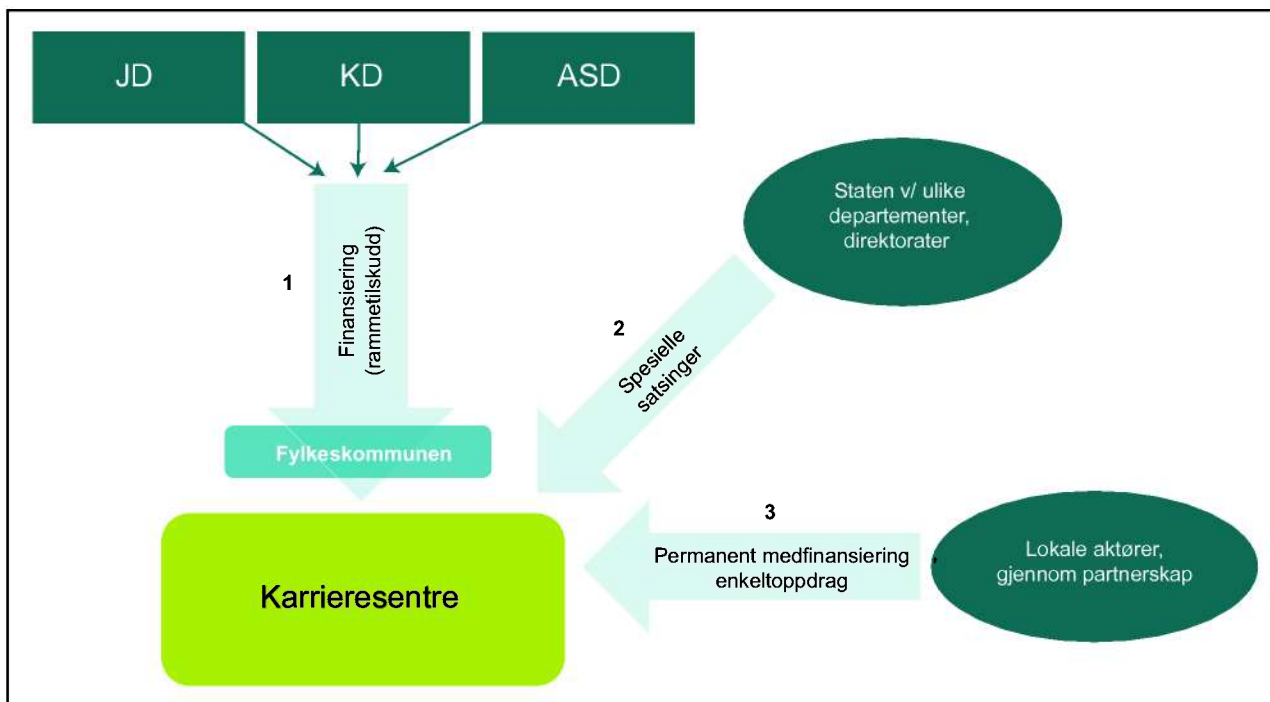 JD
KD
ASD
1
Finansiering
(rammetilskudd)
Staten v/ ulike
departementer,
direktorater
2
Spesielle
satsinger
Fylkeskommunen
3
Permanent medfinansiering
enkeltoppdrag
Lokale aktører,
gjennom partnerskap
Karrieresentre